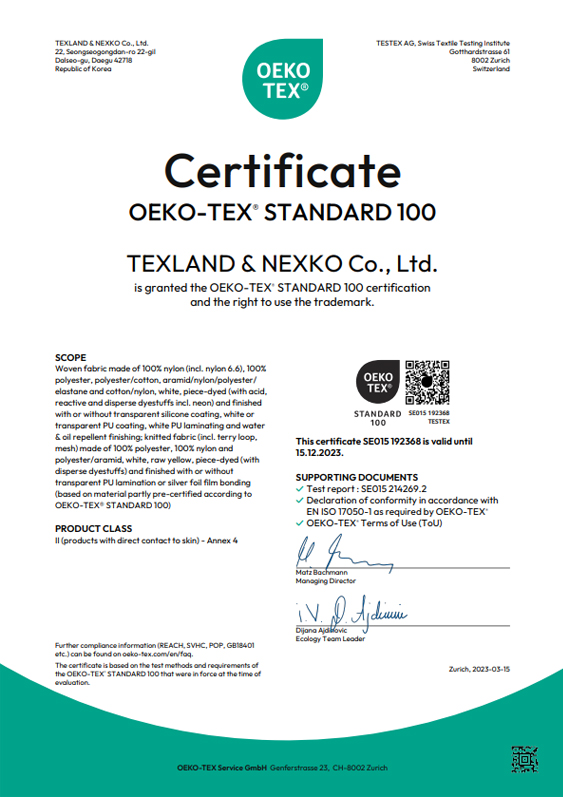 TEXLAND & NEXKO Co., Ltd.
22, Seongseogongdan-ro 22-gil
Dalseo-gu, Daegu 42718
Republic of Korea
TESTEX AG, Swiss Textile Testing Institute
Gotthardstrasse 61
8002 Zurich
Switzerland
OEKO
TEX®
Certificate
OEKO-TEX® STANDARD 100
TEXLAND & NEXKO Co., Ltd.
is granted the OEKO-TEX® STANDARD 100 certification
and the right to use the trademark.
SCOPE
Woven fabric made of 100% nylon (incl. nylon 6.6), 100%
polyester, polyester/cotton, aramid/nylon/polyester/
elastane and cotton/nylon, white, piece-dyed (with acid,
reactive and disperse dyestuffs incl. neon) and finished
with or without transparent silicone coating, white or
transparent PU coating, white PU laminating and water
& oil repellent finishing; knitted fabric (incl. terry loop,
mesh) made of 100% polyester, 100% nylon and
polyester/aramid, white, raw yellow, piece-dyed (with
disperse dyestuffs) and finished with or without
transparent PU lamination or silver foil film bonding
(based on material partly pre-certified according to
OEKO-TEX® STANDARD 100)
PRODUCT CLASS
II (products with direct contact to skin) - Annex 4
OEKO
TEX®
STANDARD
100
SE015 192368
TESTEX
This certificate SE015 192368 is valid until
15.12.2023.
SUPPORTING DOCUMENTS
✓ Test report : SE015 214269.2
✓ Declaration of conformity in accordance with
EN ISO 17050-1 as required by OEKO-TEX®
✓ OEKO-TEX® Terms of Use (ToU)
Matz Bachmann
Managing Director
i.V. D. Ajdinovic
Dijana Ajdinovic
Ecology Team Leader
Further compliance information (REACH, SVHC, POP, GB18401
etc.) can be found on oeko-tex.com/en/faq.
The certificate is based on the test methods and requirements of
the OEKO-TEX® STANDARD 100 that were in force at the time of
evaluation.
Zurich, 2023-03-15
OEKO-TEX Service GmbH Genferstrasse 23, CH-8002 Zurich